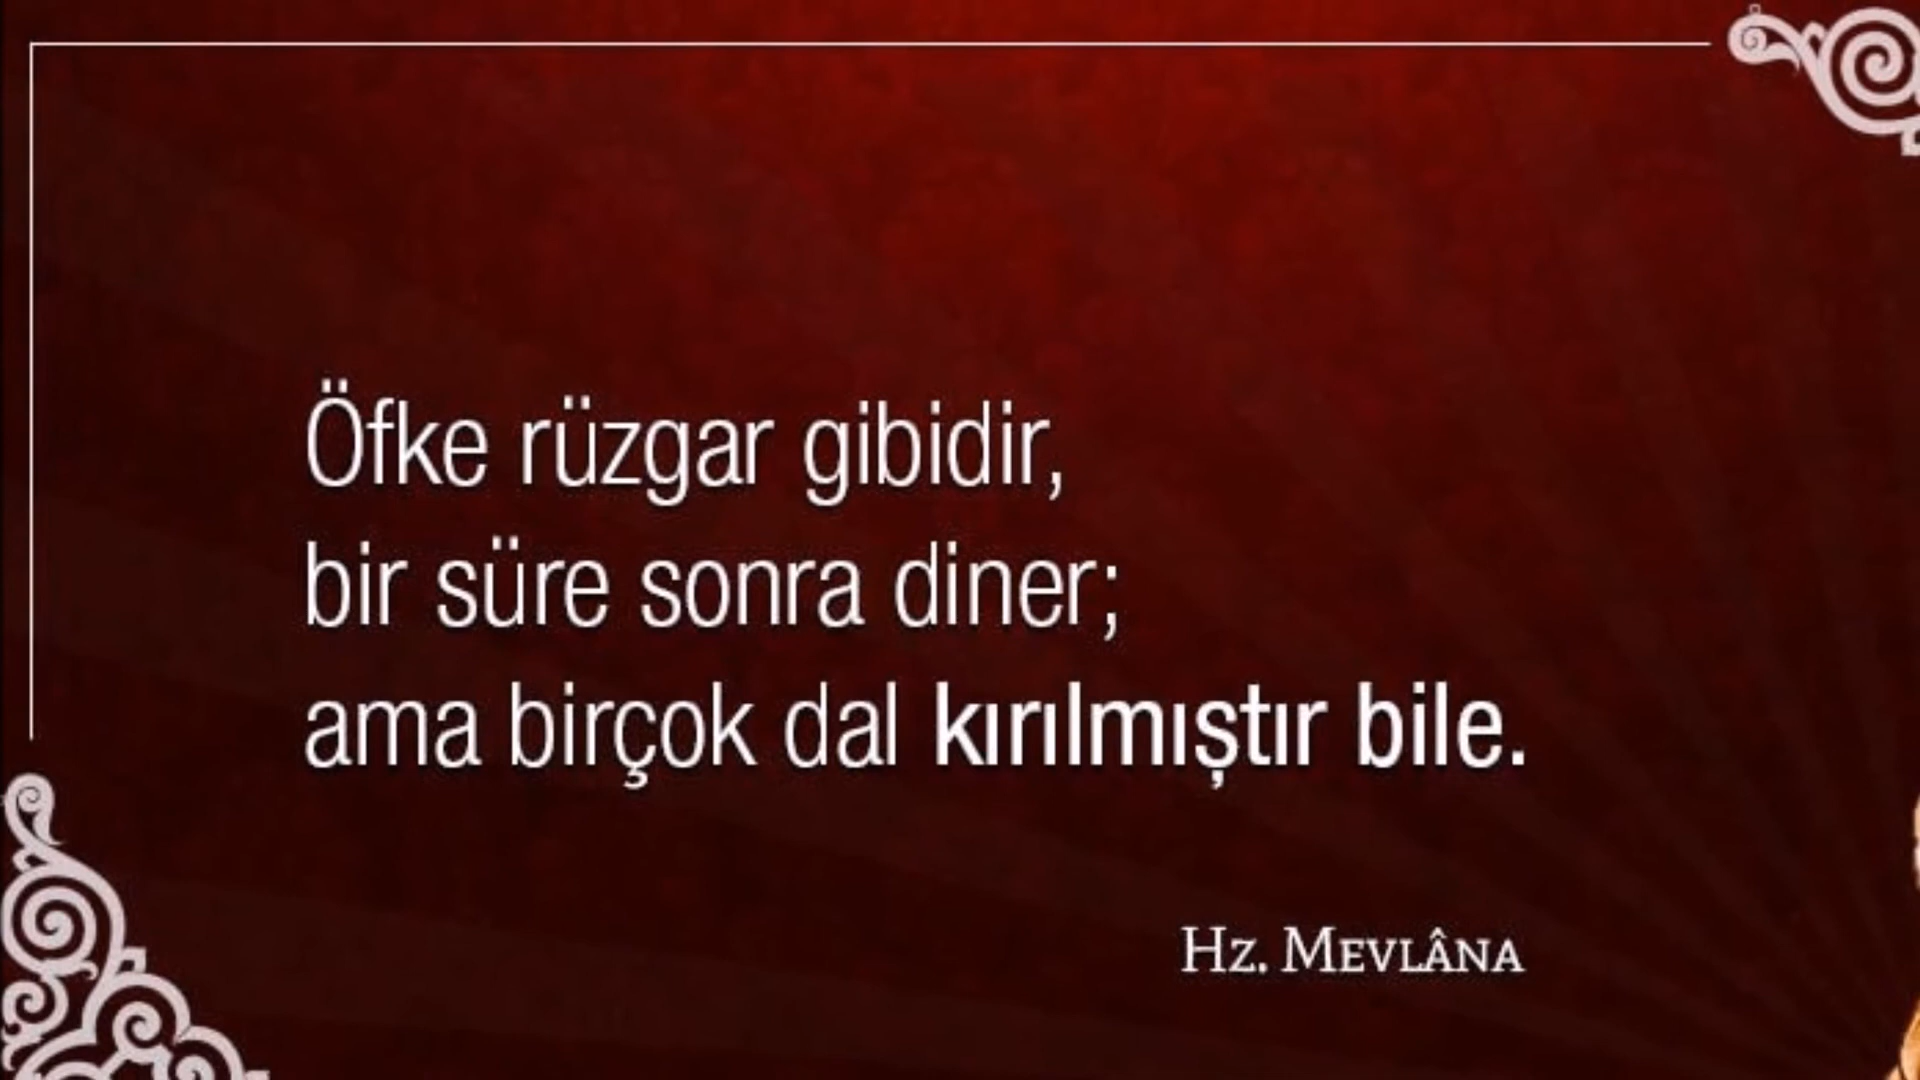 Öfke rüzgar gibidir,
bir süre sonra diner;
ama birçok dal kırılmıştır bile.
Hz. Mevlâna